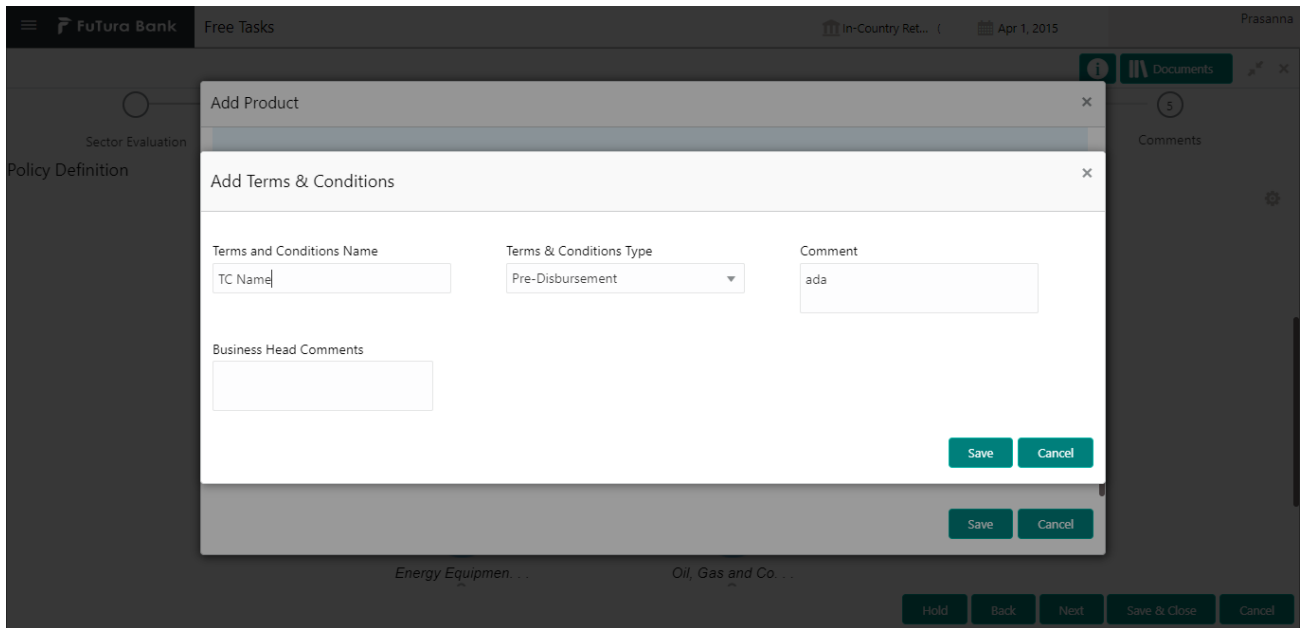 FuTura Bank Free Tasks In-Country Ret... ( Apr 1, 2015 Prasanna
i Documents
Add Product
5
Sector Evaluation Comments
Policy Definition
Add Terms & Conditions
Terms and Conditions Name Terms & Conditions Type Comment
TC Name Pre-Disbursement ada
Business Head Comments
Save Cancel
Save Cancel
Energy Equipmen. . . Oil, Gas and Co. . .
Hold Back Next Save & Close Cancel